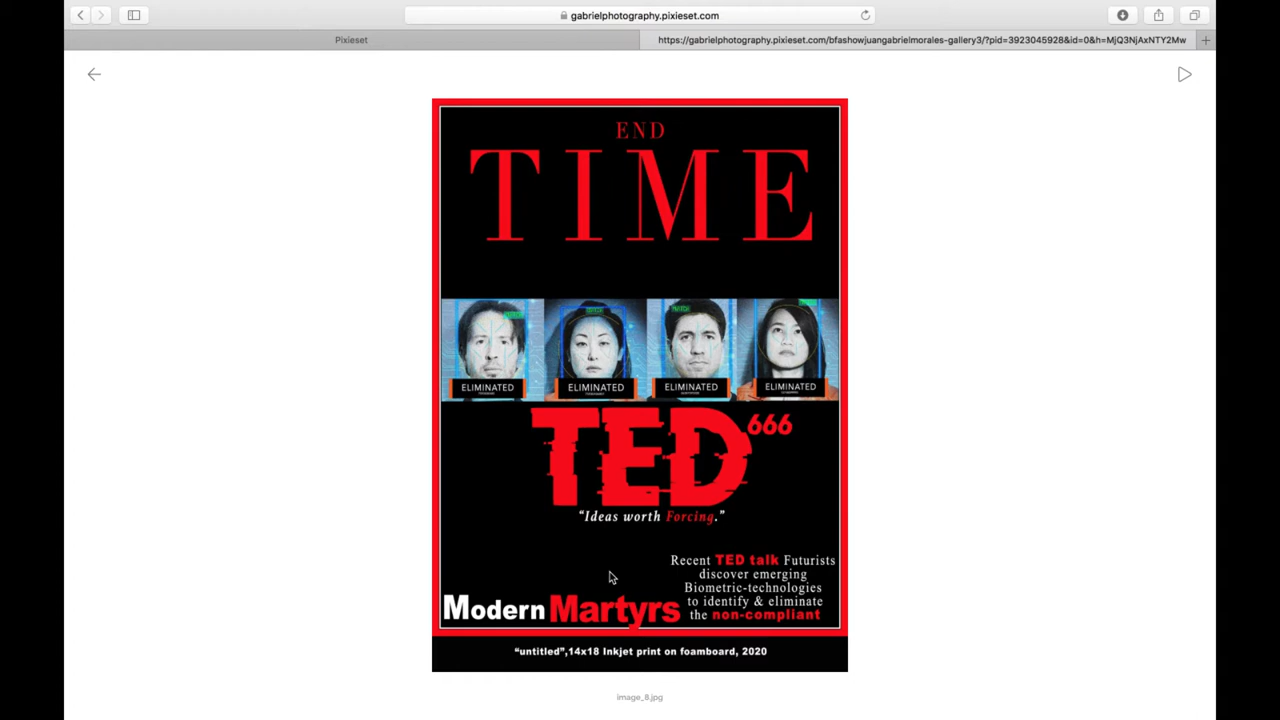 gabrielphotography.pixieset.com
Pixieset
https://gabrielphotography.pixieset.com/bfashowjuangabrielmorales-gallery3/?pid=3923045928&id=0&h=MjQ3NjAxNTY2Mw
END
TIME
ELIMINATED
ELIMINATED
ELIMINATED
ELIMINATED
TED 666
“Ideas worth Forcing.”
Recent TED talk Futurists
discover emerging
Biometric-technologies
to identify & eliminate
the non-compliant
Modern Martyrs
“untitled”,14x18 Inkjet print on foamboard, 2020
image_8.jpg